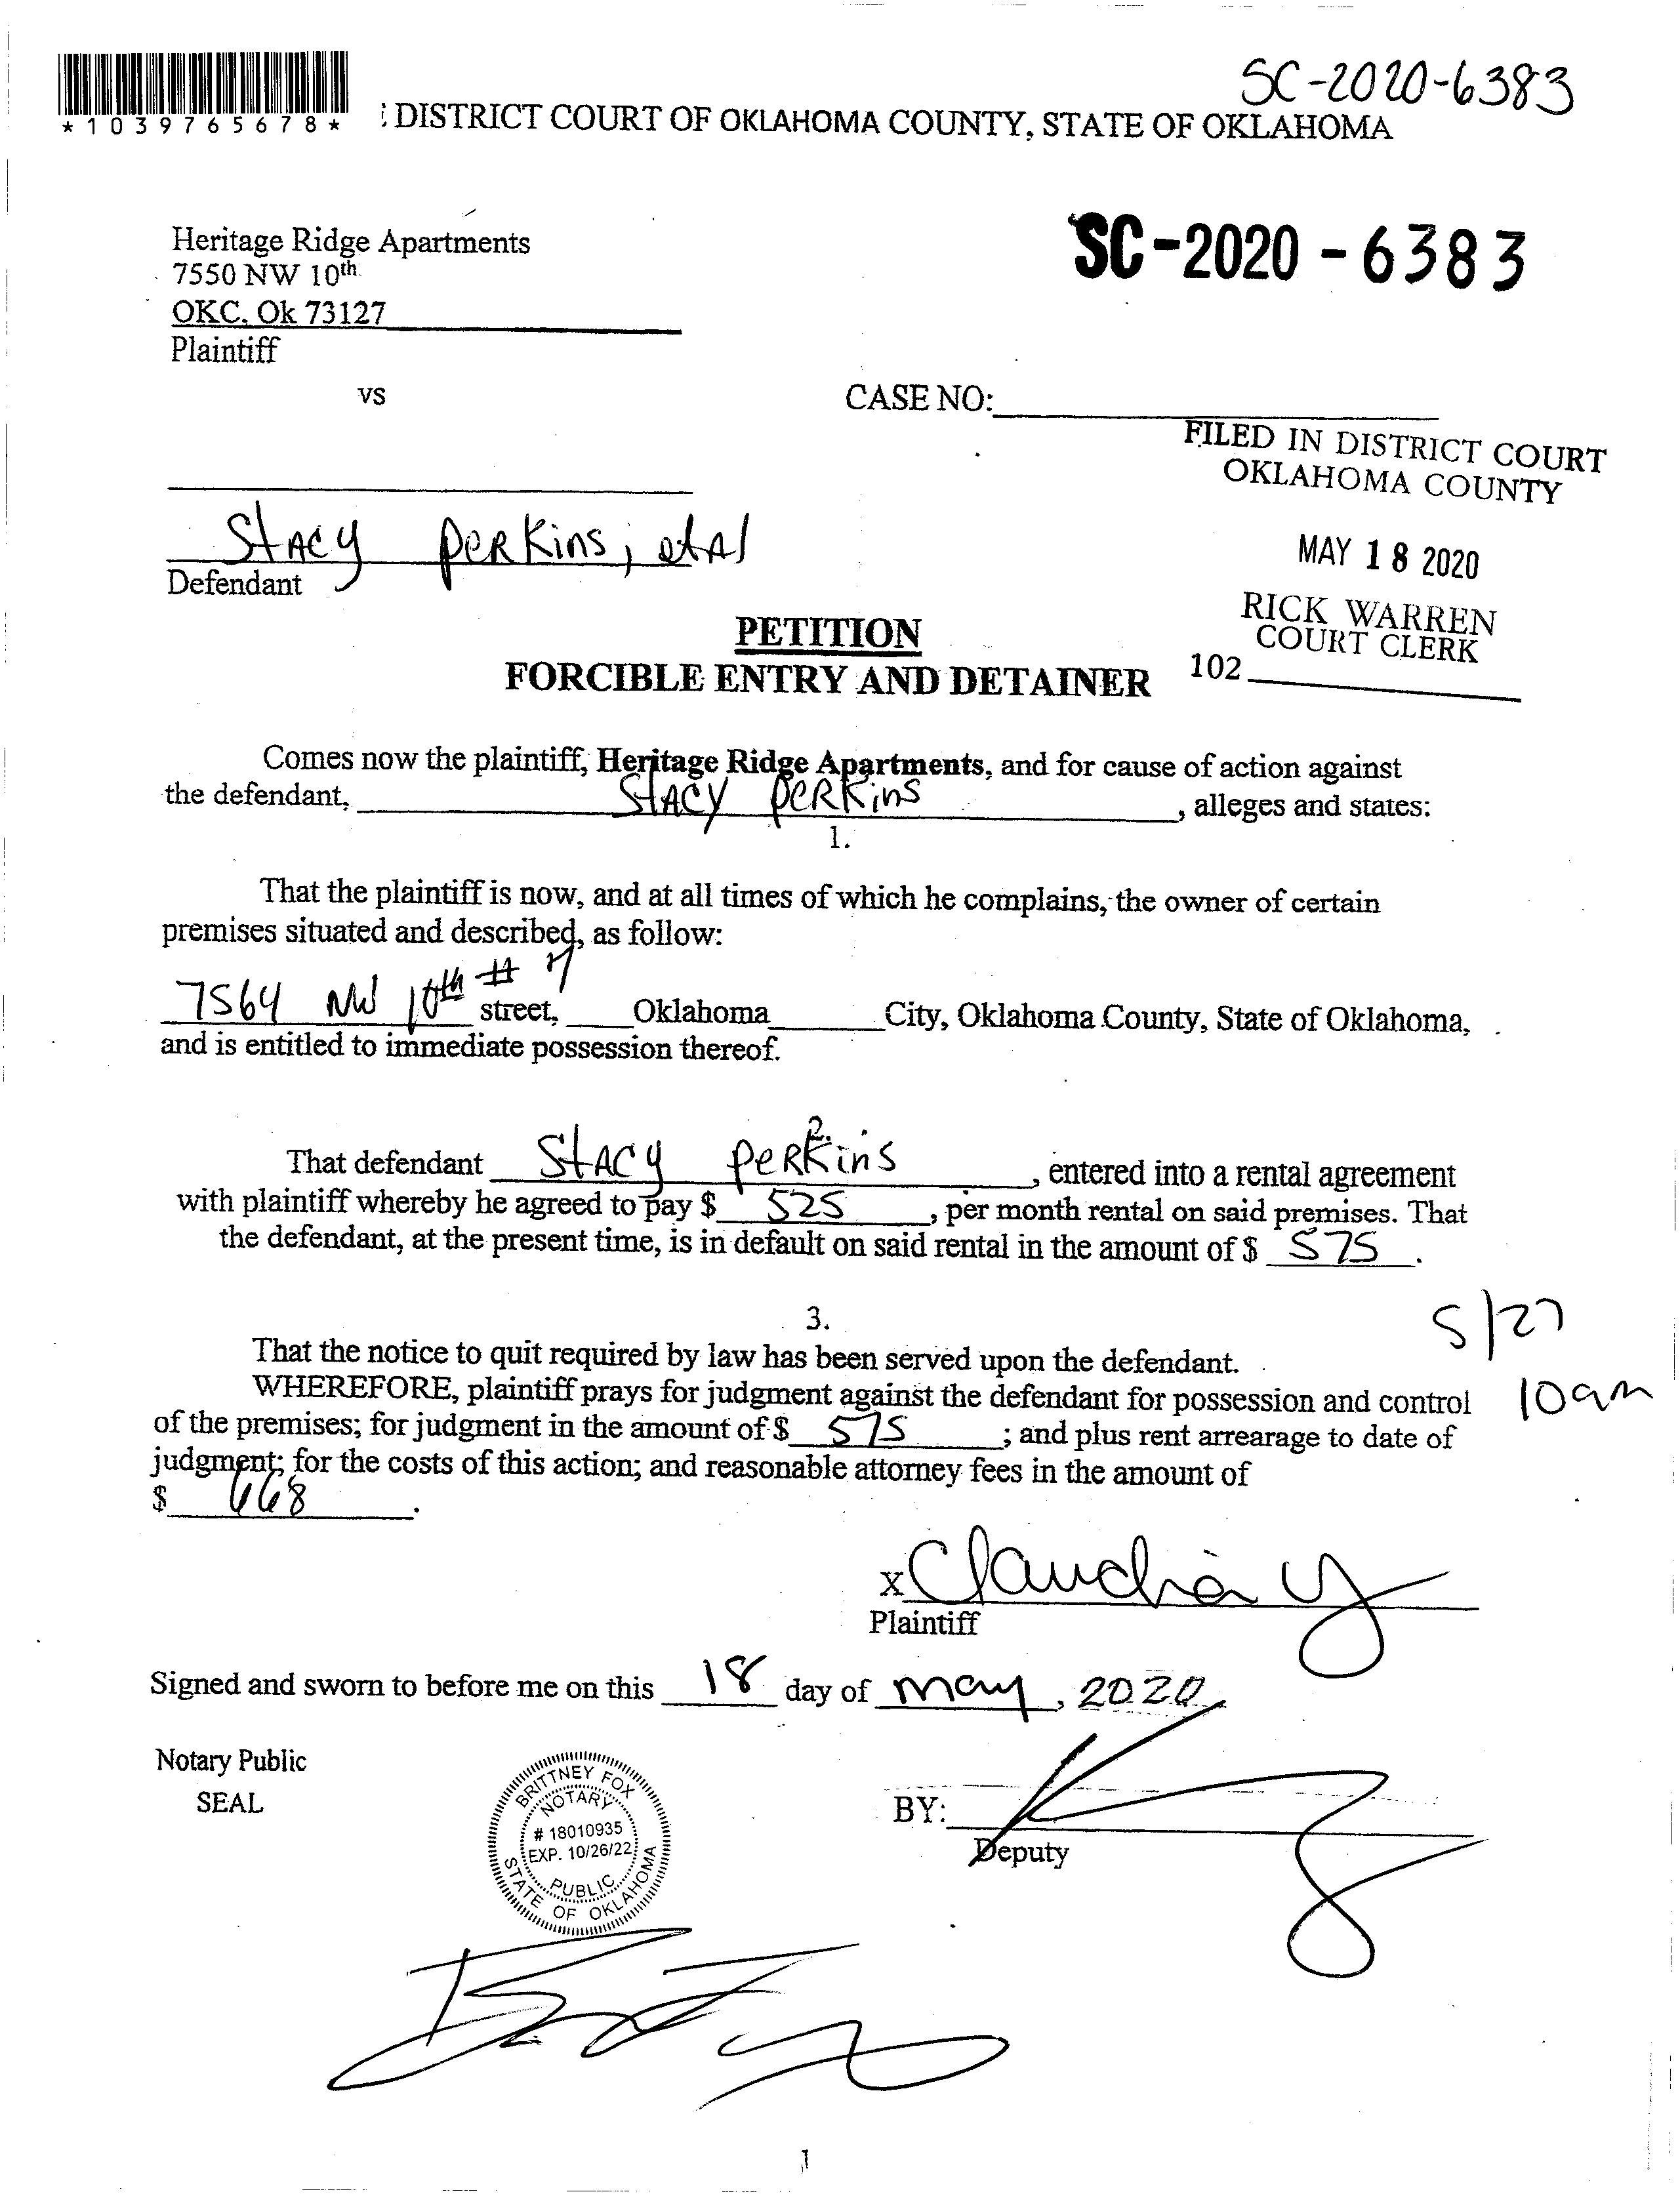 SC-2020-6383
*1039765678*
DISTRICT COURT OF OKLAHOMA COUNTY, STATE OF OKLAHOMA
Heritage Ridge Apartments
7550 NW 10th
OKC, Ok 73127
Plaintiff
SC-2020-6383
vs
CASE NO:
FILED IN DISTRICT COURT
OKLAHOMA COUNTY
MAY 18 2020
RICK WARREN
COURT CLERK
102
Stacy Perkins, et al
Defendant
PETITION
FORCIBLE ENTRY AND DETAINER
Comes now the plaintiff, Heritage Ridge Apartments, and for cause of action against
the defendant, Stacy Perkins, alleges and states:
1.
That the plaintiff is now, and at all times of which he complains, the owner of certain
premises situated and described, as follow:
7564 NW 10th # 7 street, Oklahoma City, Oklahoma County, State of Oklahoma,
and is entitled to immediate possession thereof.
2.
That defendant Stacy Perkins, entered into a rental agreement
with plaintiff whereby he agreed to pay $ 525, per month rental on said premises. That
the defendant, at the present time, is in default on said rental in the amount of $ 575.
3.
5/27
That the notice to quit required by law has been served upon the defendant.
WHEREFORE, plaintiff prays for judgment against the defendant for possession and control
10am
of the premises; for judgment in the amount of $ 575; and plus rent arrearage to date of
judgment; for the costs of this action; and reasonable attorney fees in the amount of
$ 668.
X Claudia Y
Plaintiff
Signed and sworn to before me on this 18 day of May, 2020
Notary Public
SEAL
BRITTNEY FOX
NOTARY
# 18010935
EXP. 10/26/22
PUBLIC
STATE OF OKLAHOMA
BY:
Deputy
1